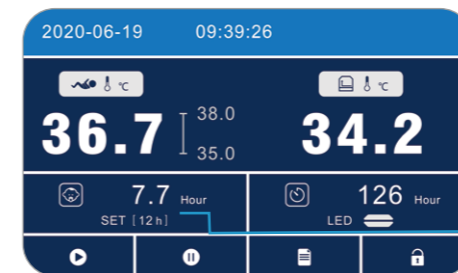 2020-06-19 09:39:26
℃ ℃
36.7 38.0 35.0 34.2
7.7 Hour 126 Hour
SET [12h] LED